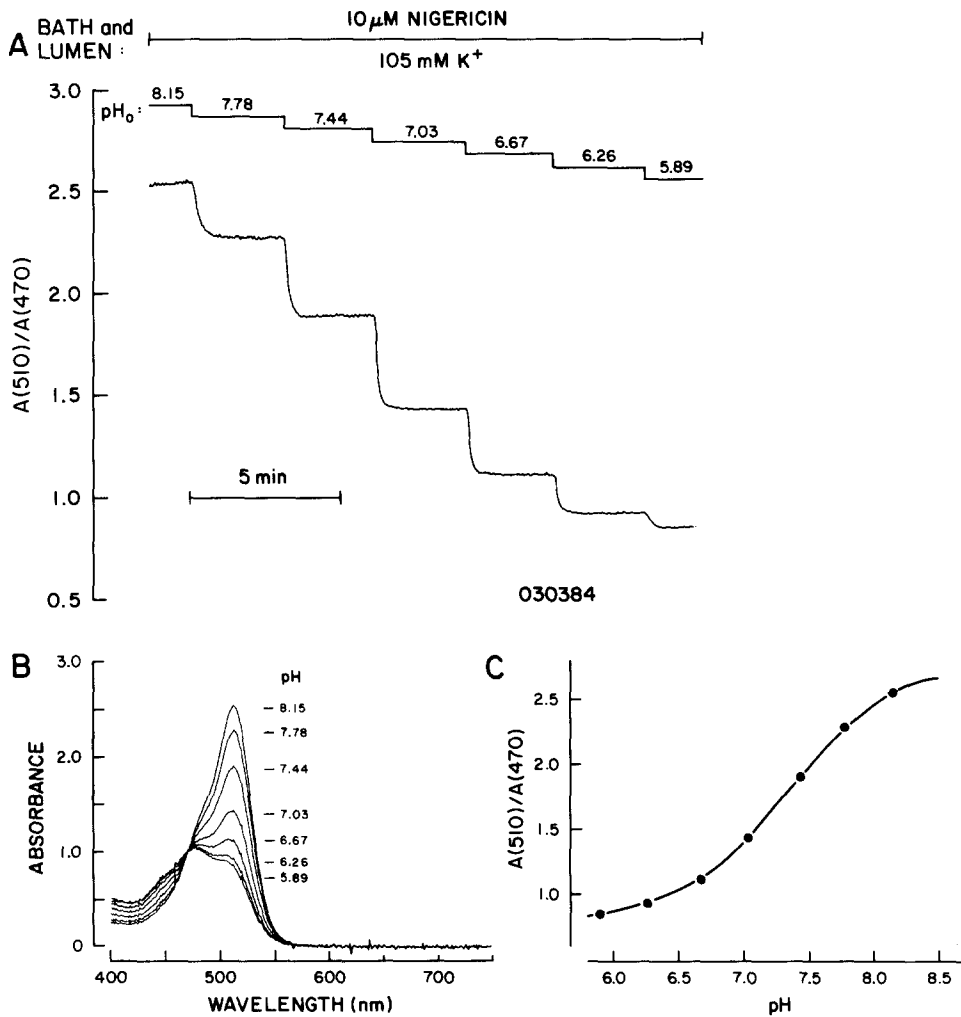 A
BATH and
LUMEN :
10 μM NIGERICIN
105 mM K⁺
pH₀:
8.15
7.78
7.44
7.03
6.67
6.26
5.89
3.0
2.5
2.0
1.5
1.0
0.5
A(510)/A(470)
5 min
030384
B
3.0
2.0
1.0
0
ABSORBANCE
pH
8.15
7.78
7.44
7.03
6.67
6.26
5.89
400
500
600
700
WAVELENGTH (nm)
C
2.5
2.0
1.5
1.0
A(510)/A(470)
6.0
6.5
7.0
7.5
8.0
8.5
pH